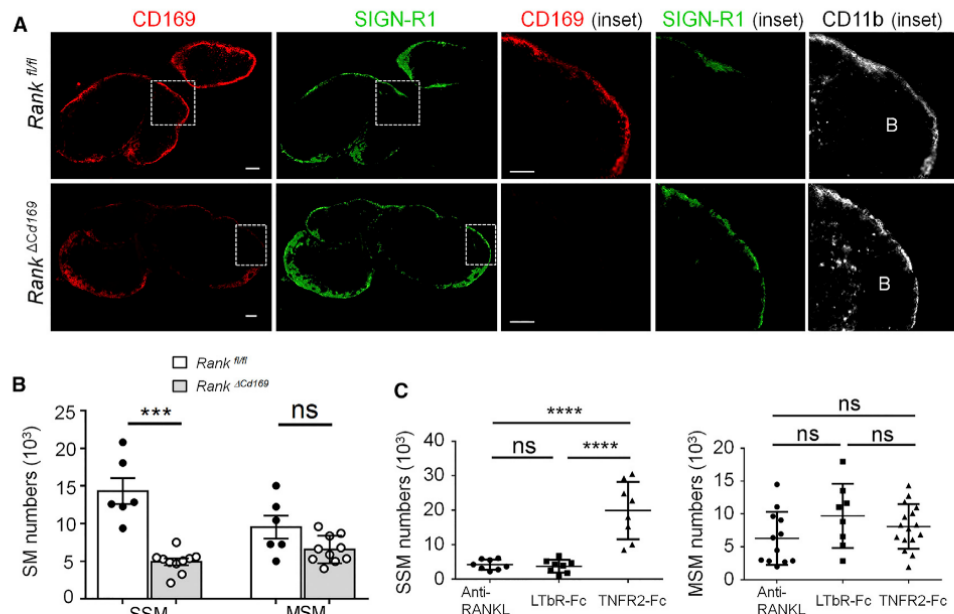 A
CD169
SIGN-R1
CD169 (inset)
SIGN-R1 (inset)
CD11b (inset)
Rank fl/fl
B
Rank ΔCd169
B
B
Rank fl/fl
Rank ΔCd169
SM numbers (10³)
25
20
15
10
5
0
***
ns
SSM
MSM
C
SSM numbers (10³)
40
30
20
10
0
****
ns
****
Anti-
RANKL
LTbR-Fc
TNFR2-Fc
MSM numbers (10³)
20
15
10
5
0
ns
ns
ns
Anti-
RANKL
LTbR-Fc
TNFR2-Fc